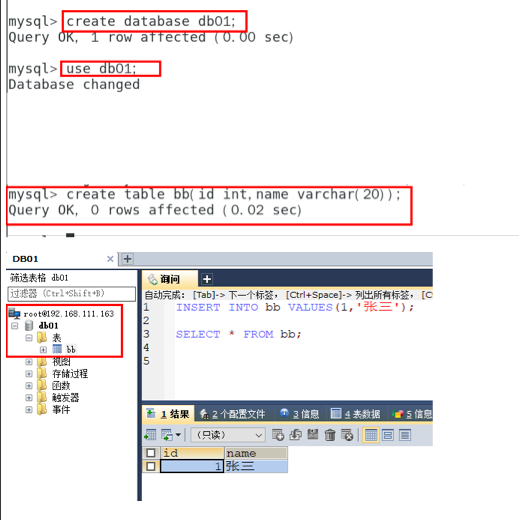 mysql> create database db01;
Query OK, 1 row affected (0.00 sec)
mysql> use db01;
Database changed
mysql> create table bb(id int,name varchar(20));
Query OK, 0 rows affected (0.02 sec)
DB01 × +
筛选表格 db01
过滤器 (Ctrl+Shift+B)
root@192.168.111.163
db01
表
bb
视图
存储过程
函数
触发器
事件
询问 +
自动完成: [Tab]-> 下一个标签, [Ctrl+Space]-> 列出所有标签, [C
1 INSERT INTO bb VALUES(1,'张三');
2
3 SELECT * FROM bb;
4
5
1 结果 2 个配置文件 3 信息 4 表数据 5 信息
(只读)
id name
1 张三